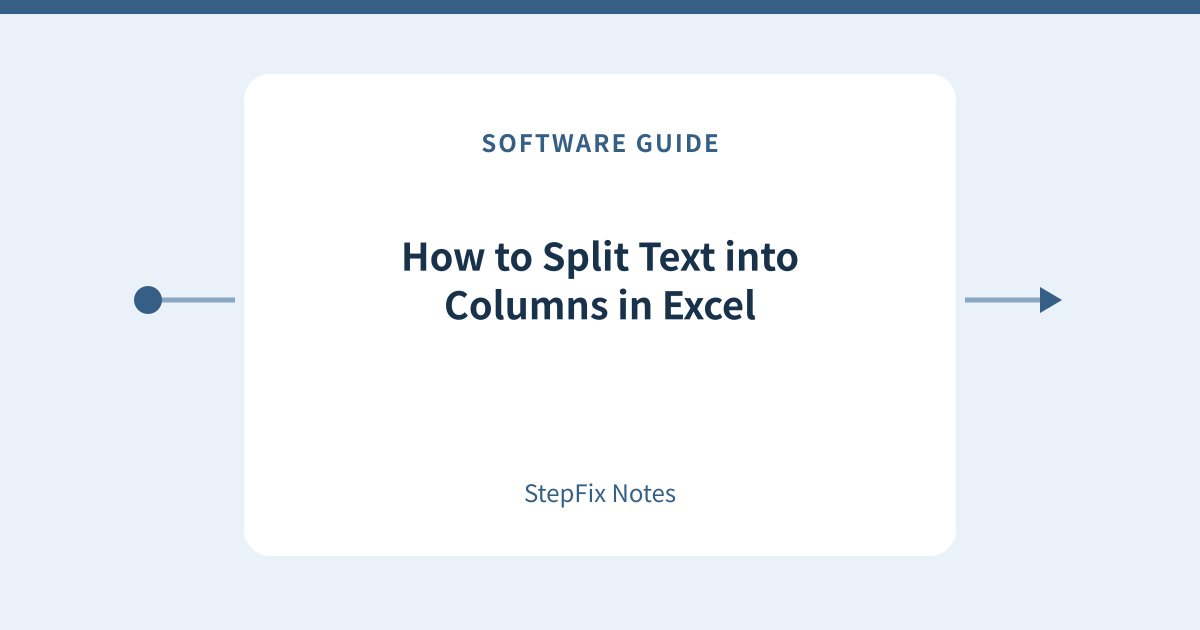 SOFTWARE GUIDE
How to Split Text into
Columns in Excel
StepFix Notes